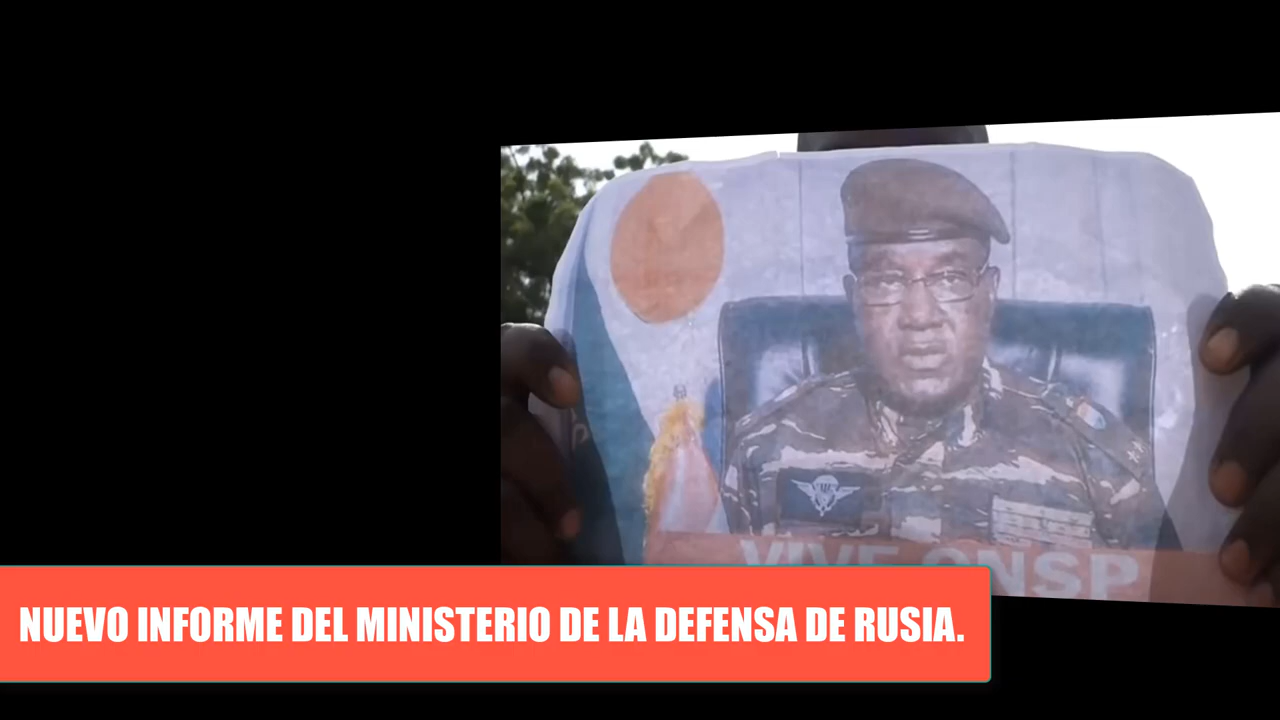 VIVE CNSP
NUEVO INFORME DEL MINISTERIO DE LA DEFENSA DE RUSIA.